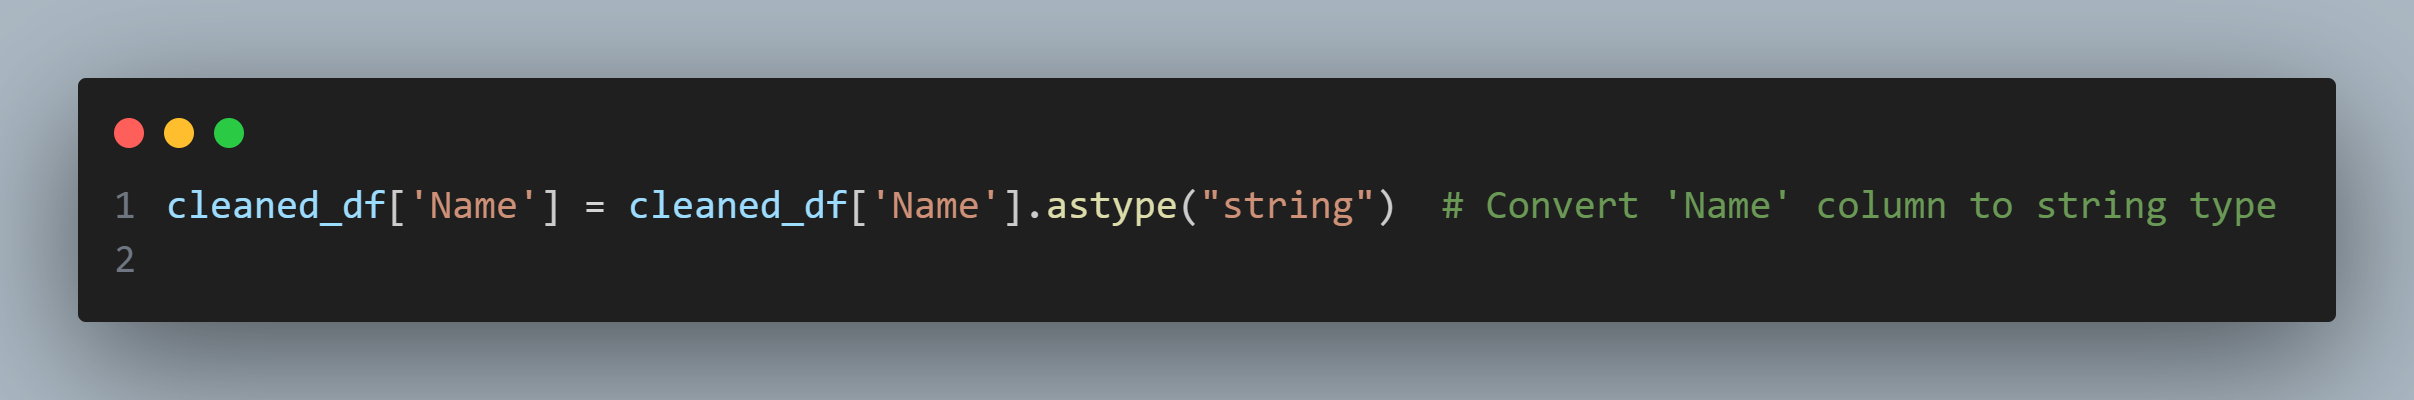 1 cleaned_df['Name'] = cleaned_df['Name'].astype("string")  # Convert 'Name' column to string type
2